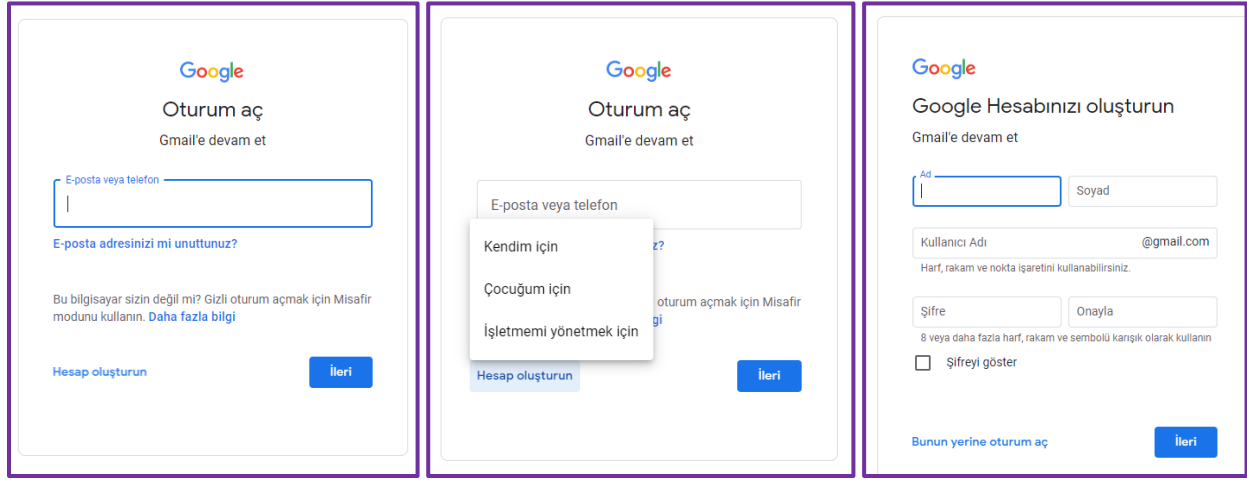 Google
Oturum aç
Gmail'e devam et
E-posta veya telefon
E-posta adresinizi mi unuttunuz?
Bu bilgisayar sizin değil mi? Gizli oturum açmak için Misafir
modunu kullanın. Daha fazla bilgi
Hesap oluşturun
İleri
Google
Oturum aç
Gmail'e devam et
E-posta veya telefon
Kendim için
z?
Çocuğum için
oturum açmak için Misafir
gi
İşletmemi yönetmek için
Hesap oluşturun
İleri
Google
Google Hesabınızı oluşturun
Gmail'e devam et
Ad
Soyad
Kullanıcı Adı
@gmail.com
Harf, rakam ve nokta işaretini kullanabilirsiniz.
Şifre
Onayla
8 veya daha fazla harf, rakam ve sembolü karışık olarak kullanın
Şifreyi göster
Bunun yerine oturum aç
İleri